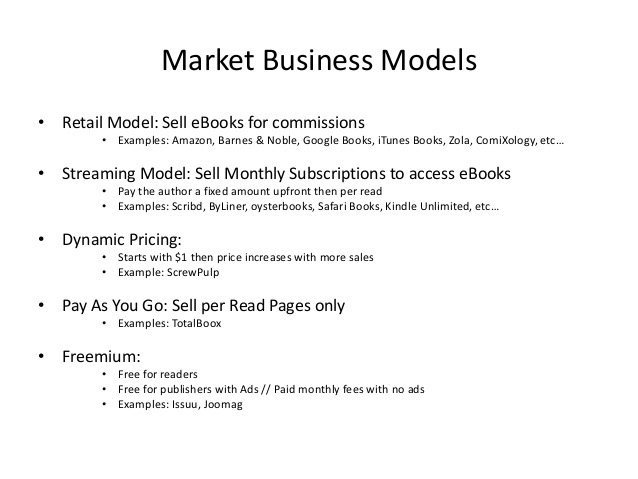 Market Business Models
• Retail Model: Sell eBooks for commissions
• Examples: Amazon, Barnes & Noble, Google Books, iTunes Books, Zola, ComiXology, etc…
• Streaming Model: Sell Monthly Subscriptions to access eBooks
• Pay the author a fixed amount upfront then per read
• Examples: Scribd, ByLiner, oysterbooks, Safari Books, Kindle Unlimited, etc…
• Dynamic Pricing:
• Starts with $1 then price increases with more sales
• Example: ScrewPulp
• Pay As You Go: Sell per Read Pages only
• Examples: TotalBoox
• Freemium:
• Free for readers
• Free for publishers with Ads // Paid monthly fees with no ads
• Examples: Issuu, Joomag